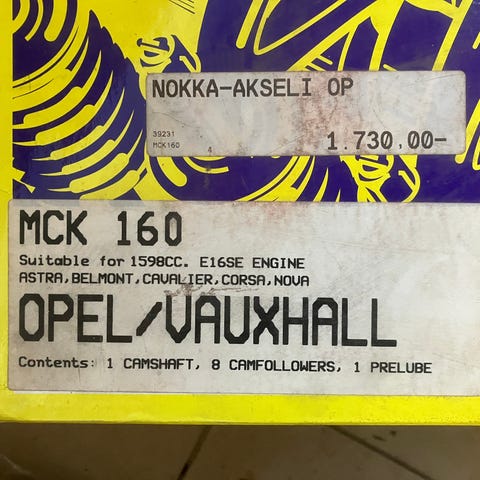 NOKKA-AKSELI OP
39231
MCK160 4 1.730,00-
MCK 160
Suitable for 1598CC. E16SE ENGINE
ASTRA,BELMONT,CAVALIER,CORSA,NOVA
OPEL/VAUXHALL
Contents: 1 CAMSHAFT, 8 CAMFOLLOWERS, 1 PRELUBE